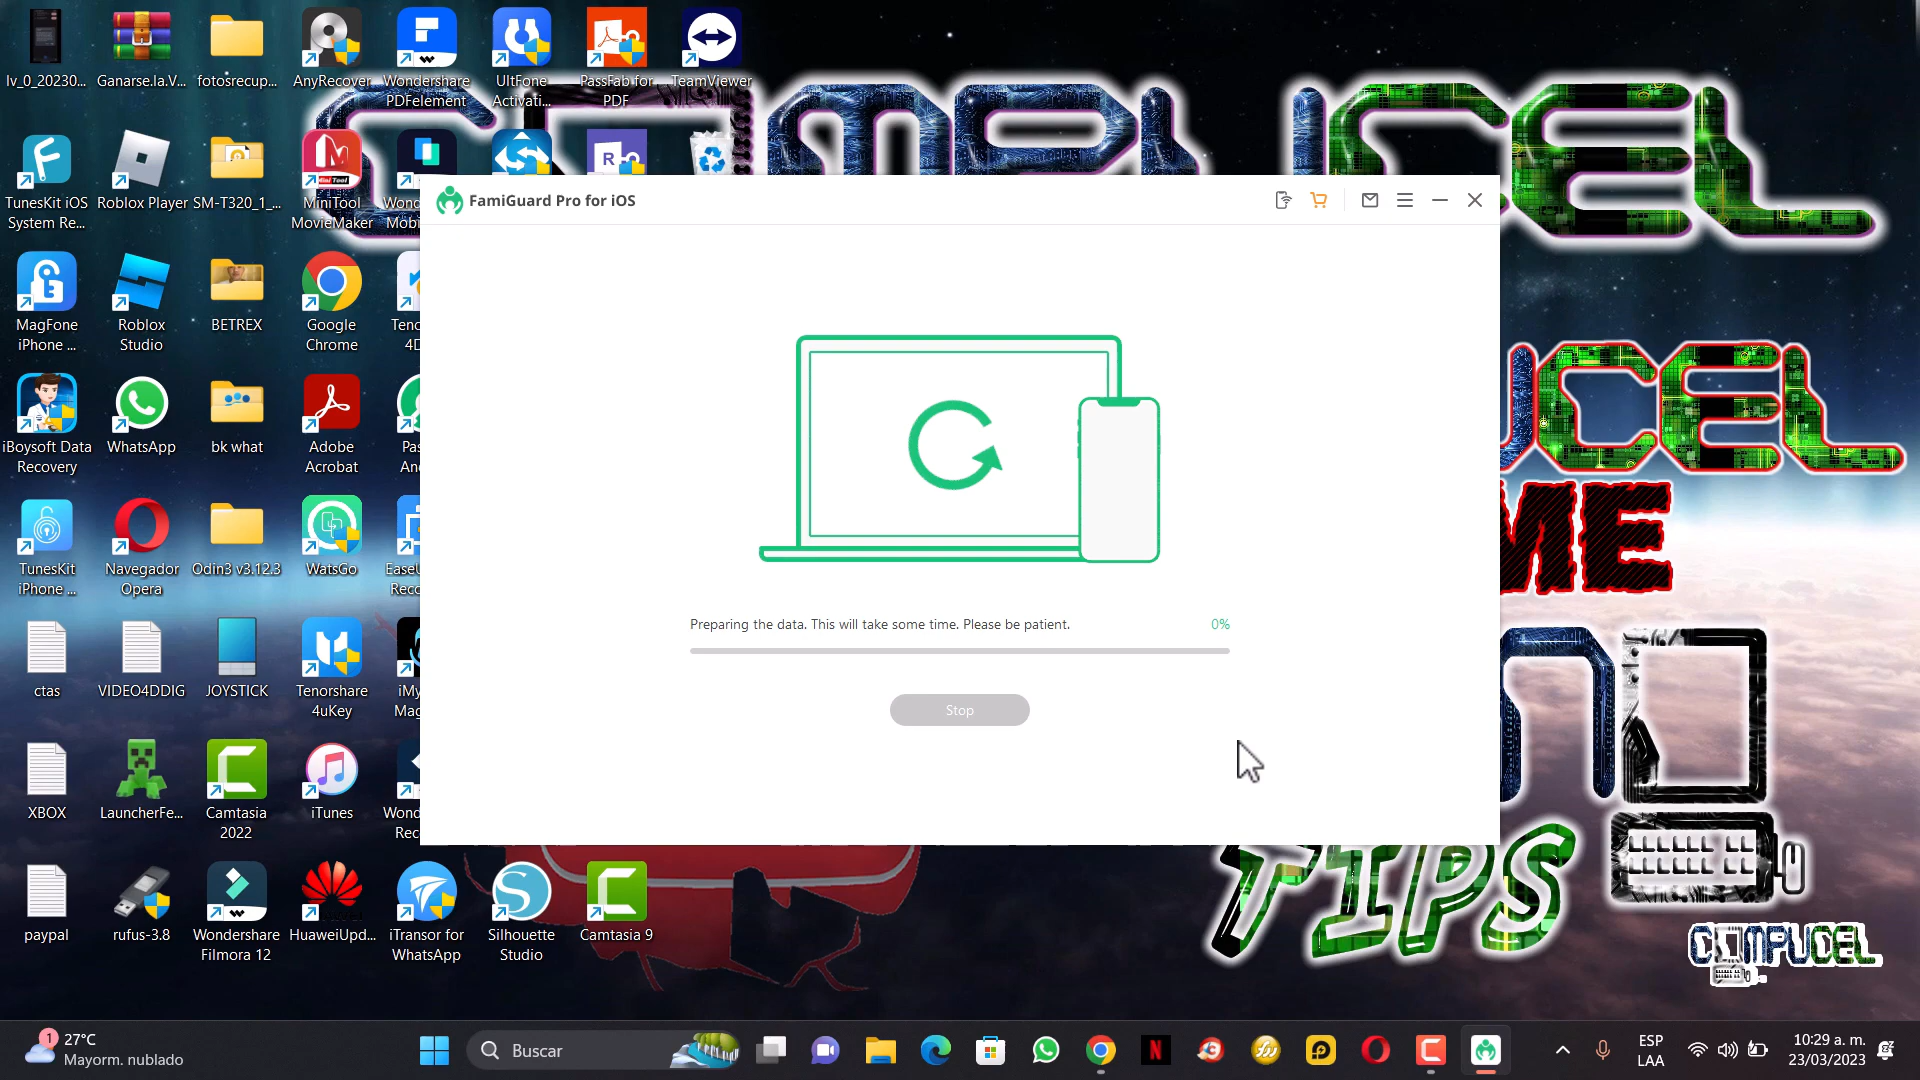 lv_0_20230...
Ganarse.la.V...
fotosrecup...
AnyRecover
Wondershare
PDFelement
UltFone
Activati...
PassFab for
PDF
TeamViewer
COMPUCEL
TunesKit iOS
System Re...
Roblox Player
SM-T320_1_...
MiniTool
MovieMaker
FamiGuard Pro for iOS
MagFone
iPhone ...
Roblox
Studio
BETREX
Google
Chrome
iBoysoft Data
Recovery
WhatsApp
bk what
Adobe
Acrobat
TunesKit
iPhone ...
Navegador
Opera
Odin3 v3.12.3
WatsGo
Preparing the data. This will take some time. Please be patient.
0%
Stop
ctas
VIDEO4DDIG
JOYSTICK
Tenorshare
4uKey
XBOX
LauncherFe...
Camtasia
2022
iTunes
TIPS
paypal
rufus-3.8
Wondershare
Filmora 12
HuaweiUpd...
iTransor for
WhatsApp
Silhouette
Studio
Camtasia 9
COMPUCEL
1
27°C
Mayorm. nublado
Buscar
ESP
LAA
10:29 a. m.
23/03/2023